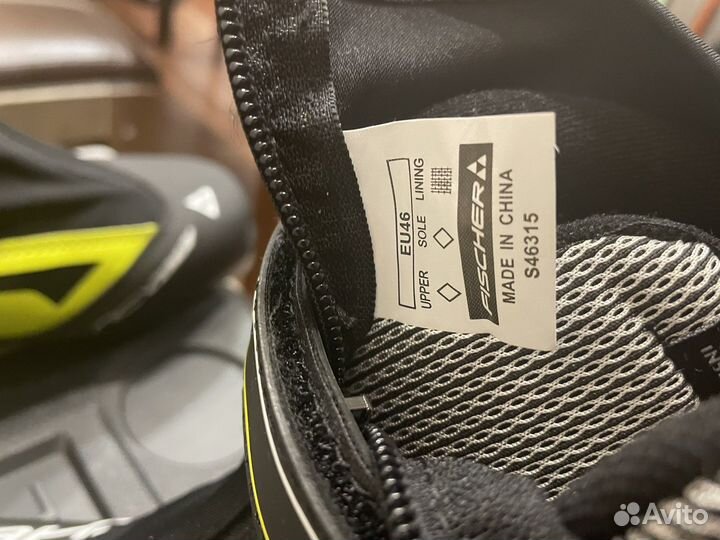 EU46
UPPER SOLE LINING
FISCHER
MADE IN CHINA
S46315
Avito